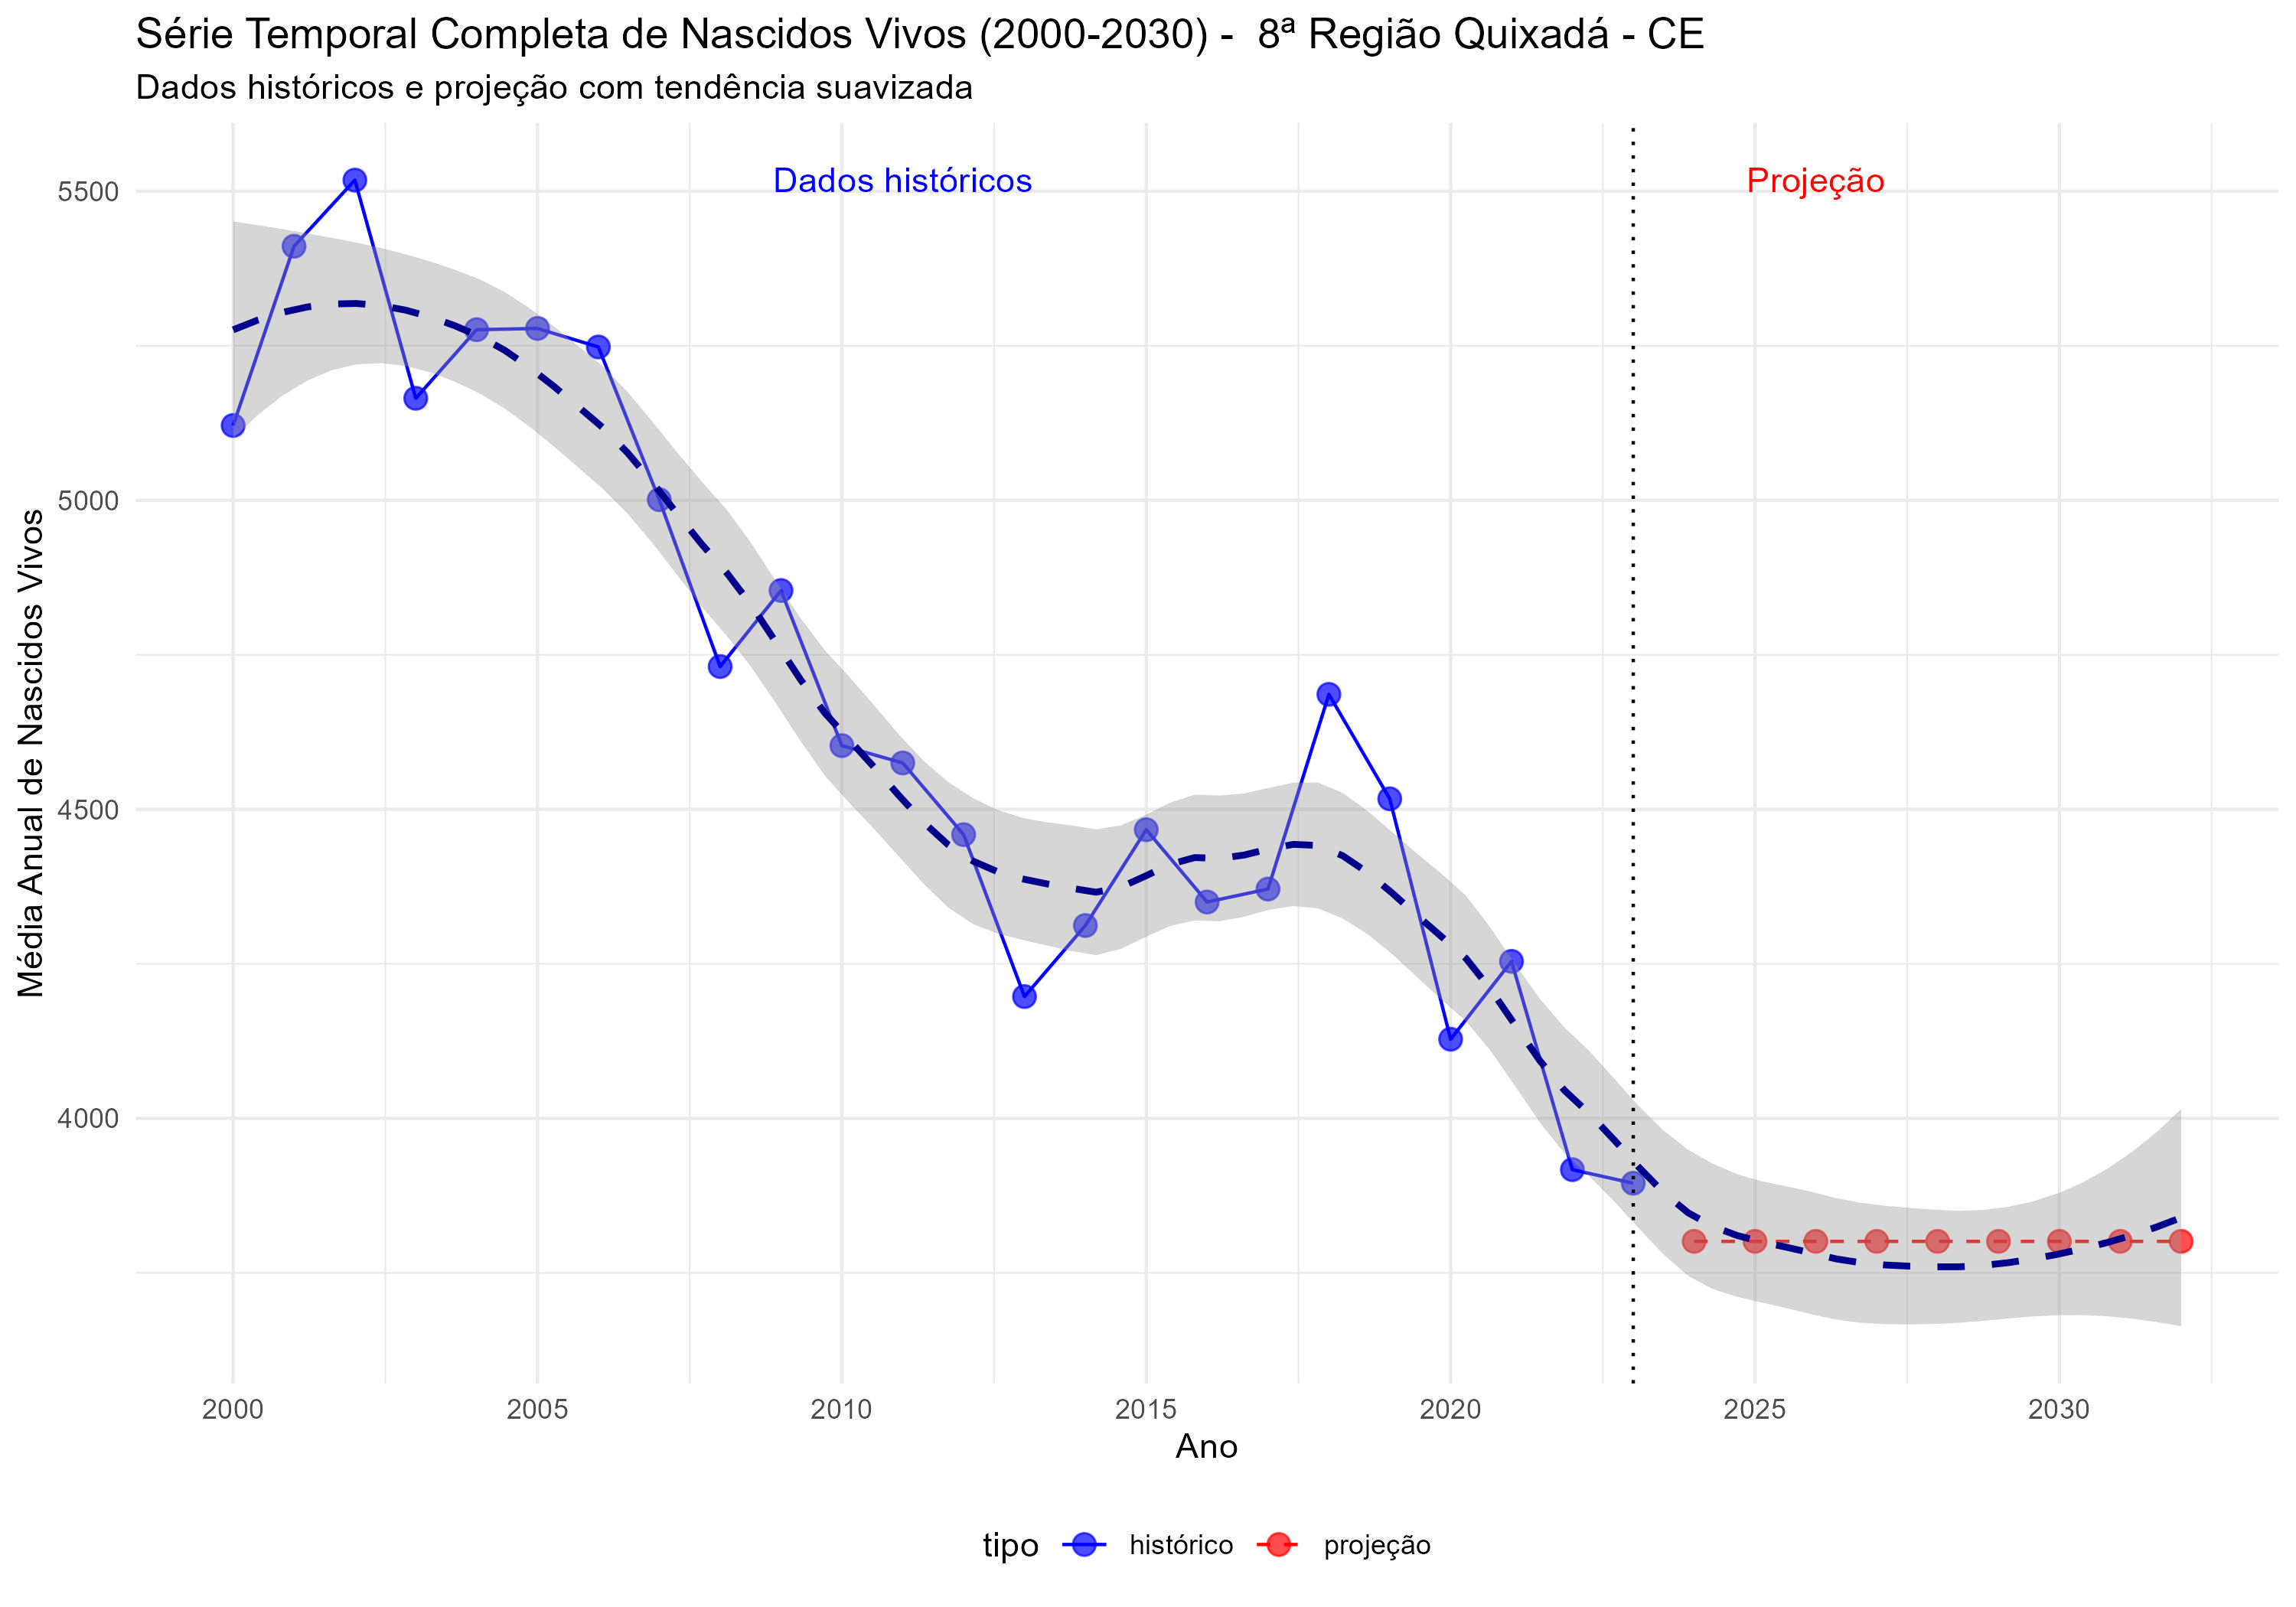 Série Temporal Completa de Nascidos Vivos (2000-2030) -  8ª Região Quixadá - CE
Dados históricos e projeção com tendência suavizada
Dados históricos
Projeção
5500
5000
4500
4000
Média Anual de Nascidos Vivos
2000 2005 2010 2015 2020 2025 2030
Ano
tipo histórico projeção